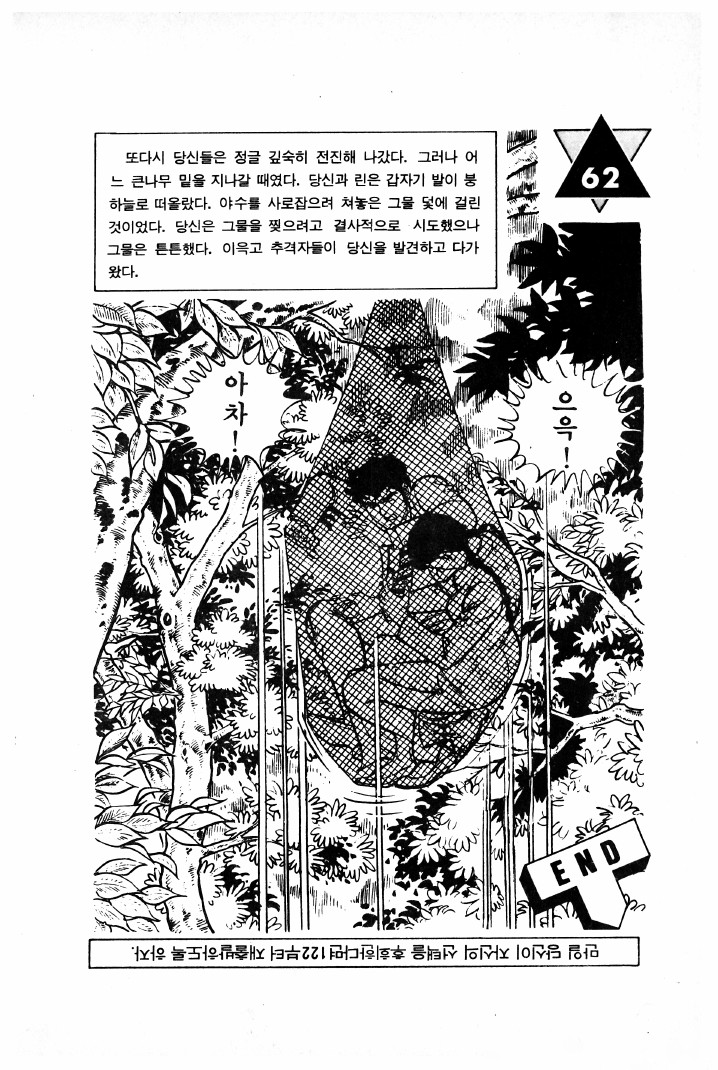 62
또다시 당신들은 정글 깊숙히 전진해 나갔다. 그러나 어
느 큰나무 밑을 지나갈 때였다. 당신과 린은 갑자기 발이 붕
하늘로 떠올랐다. 야수를 사로잡으려 쳐놓은 그물 덫에 걸린
것이었다. 당신은 그물을 찢으려고 결사적으로 시도했으나
그물은 튼튼했다. 이윽고 추격자들이 당신을 발견하고 다가
왔다.
아차!
으윽!
END
만일 당신이 자신의 선택을 후회한다면122부터 재출발하도록 하자.